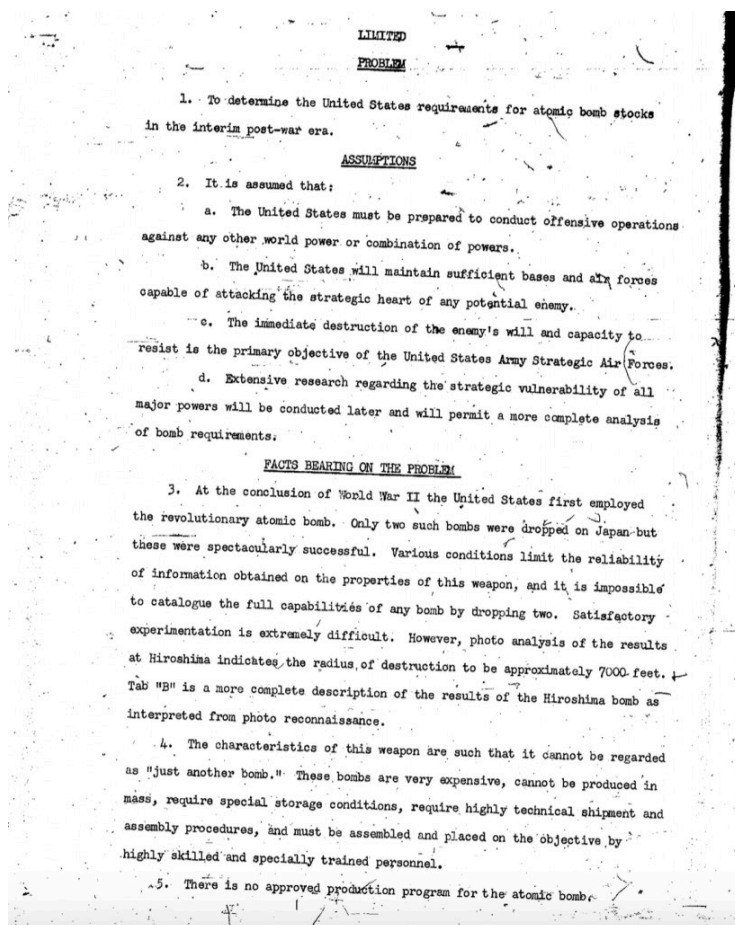 LIMITED
PROBLEM
1. To determine the United States requirements for atomic bomb stocks
in the interim post-war era.
ASSUMPTIONS
2. It is assumed that:
a. The United States must be prepared to conduct offensive operations
against any other world power or combination of powers.
b. The United States will maintain sufficient bases and air forces
capable of attacking the strategic heart of any potential enemy.
c. The immediate destruction of the enemy's will and capacity to
resist is the primary objective of the United States Army Strategic Air Forces.
d. Extensive research regarding the strategic vulnerability of all
major powers will be conducted later and will permit a more complete analysis
of bomb requirements.
FACTS BEARING ON THE PROBLEM
3. At the conclusion of World War II the United States first employed
the revolutionary atomic bomb. Only two such bombs were dropped on Japan but
these were spectacularly successful. Various conditions limit the reliability
of information obtained on the properties of this weapon, and it is impossible
to catalogue the full capabilities of any bomb by dropping two. Satisfactory
experimentation is extremely difficult. However, photo analysis of the results
at Hiroshima indicates the radius of destruction to be approximately 7000 feet.
Tab "B" is a more complete description of the results of the Hiroshima bomb as
interpreted from photo reconnaissance.
4. The characteristics of this weapon are such that it cannot be regarded
as "just another bomb." These bombs are very expensive, cannot be produced in
mass, require special storage conditions, require highly technical shipment and
assembly procedures, and must be assembled and placed on the objective by
highly skilled and specially trained personnel.
5. There is no approved production program for the atomic bomb.